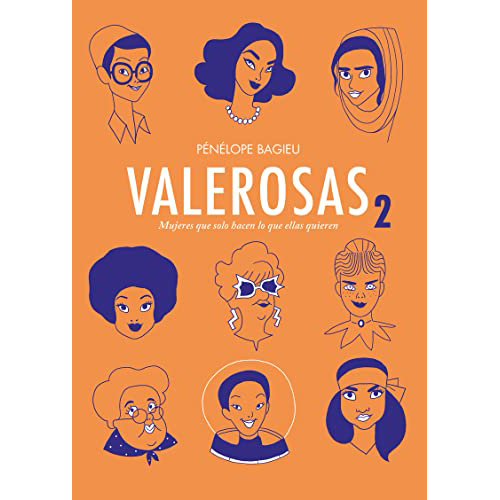 PÉNÉLOPE BAGIEU
VALEROSAS 2
Mujeres que solo hacen lo que ellas quieren